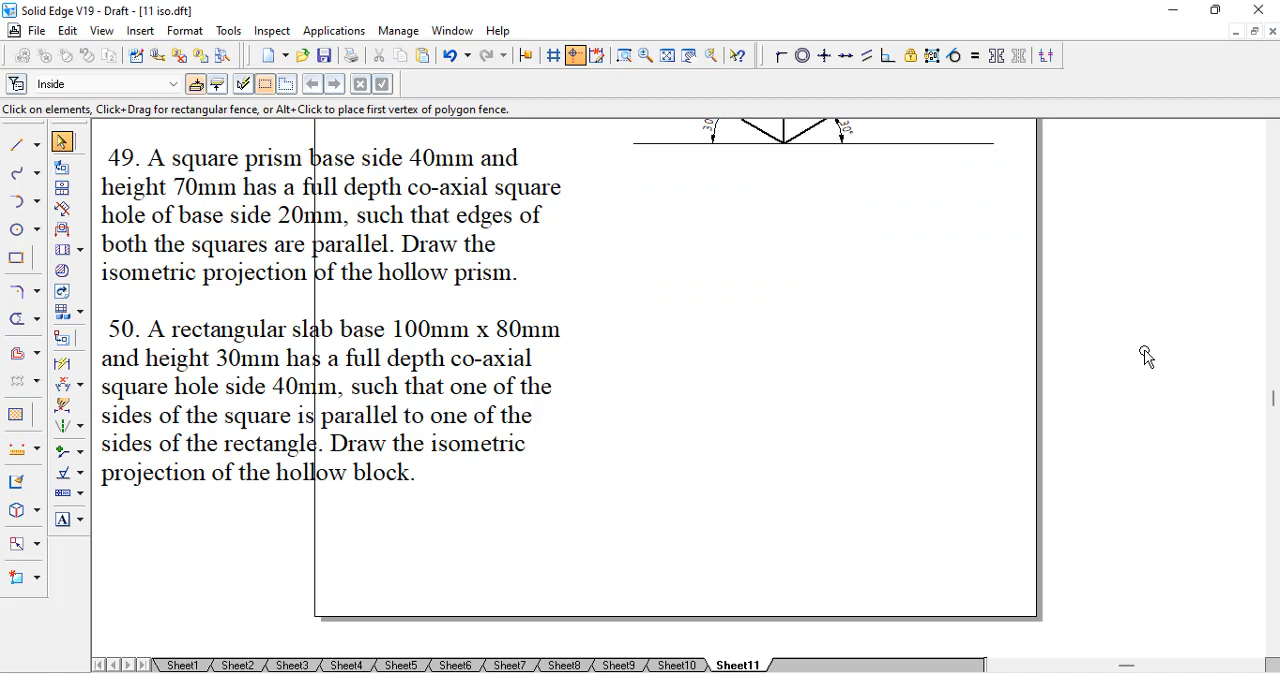 Solid Edge V19 - Draft - [11 iso.dft]
File Edit View Insert Format Tools Inspect Applications Manage Window Help
Inside
Click on elements, Click+Drag for rectangular fence, or Alt+Click to place first vertex of polygon fence.
30°
49. A square prism base side 40mm and
height 70mm has a full depth co-axial square
hole of base side 20mm, such that edges of
both the squares are parallel. Draw the
isometric projection of the hollow prism.
50. A rectangular slab base 100mm x 80mm
and height 30mm has a full depth co-axial
square hole side 40mm, such that one of the
sides of the square is parallel to one of the
sides of the rectangle. Draw the isometric
projection of the hollow block.
A
Sheet1 Sheet2 Sheet3 Sheet4 Sheet5 Sheet6 Sheet7 Sheet8 Sheet9 Sheet10 Sheet11